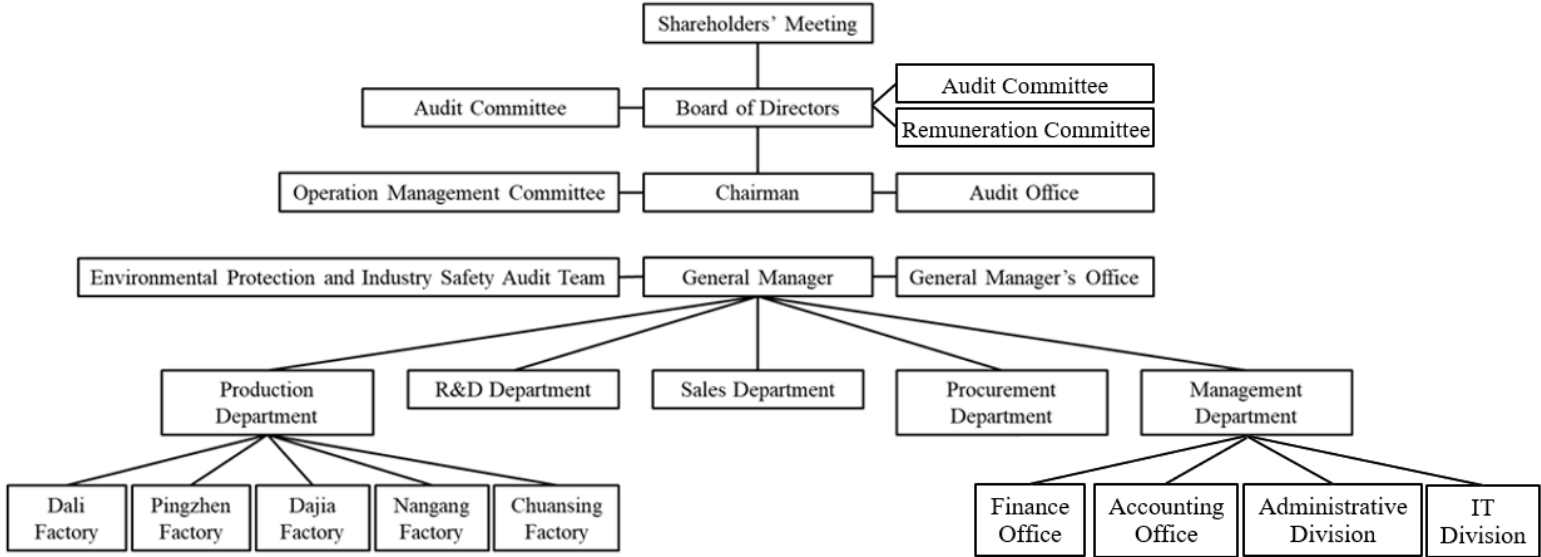 Shareholders' Meeting
Audit Committee
Board of Directors
Audit Committee
Remuneration Committee
Operation Management Committee
Chairman
Audit Office
Environmental Protection and Industry Safety Audit Team
General Manager
General Manager's Office
Production
Department
R&D Department
Sales Department
Procurement
Department
Management
Department
Dali
Factory
Pingzhen
Factory
Dajia
Factory
Nangang
Factory
Chuansing
Factory
Finance
Office
Accounting
Office
Administrative
Division
IT
Division